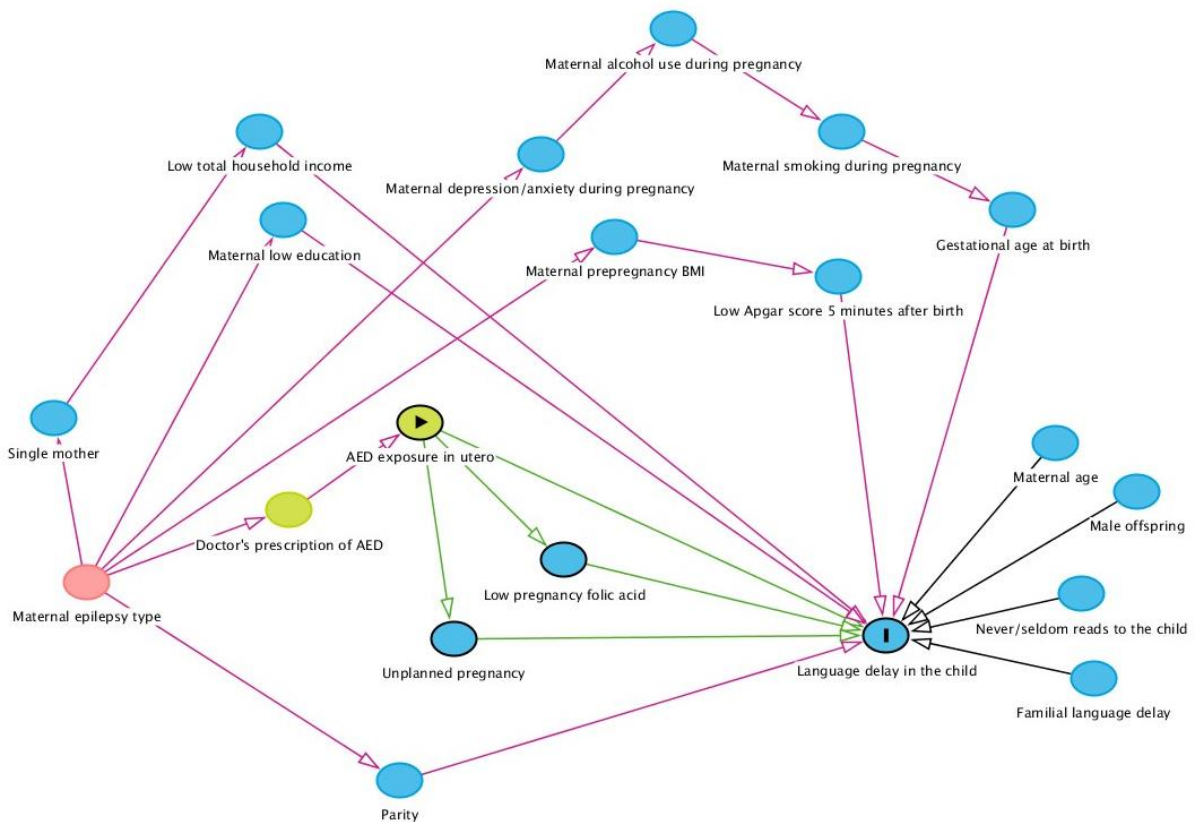 Maternal alcohol use during pregnancy
Low total household income
Maternal smoking during pregnancy
Maternal depression/anxiety during pregnancy
Gestational age at birth
Maternal low education
Maternal prepregnancy BMI
Low Apgar score 5 minutes after birth
Single mother
AED exposure in utero
Maternal age
Male offspring
Doctor's prescription of AED
Low pregnancy folic acid
Maternal epilepsy type
Never/seldom reads to the child
Unplanned pregnancy
Language delay in the child
Familial language delay
Parity